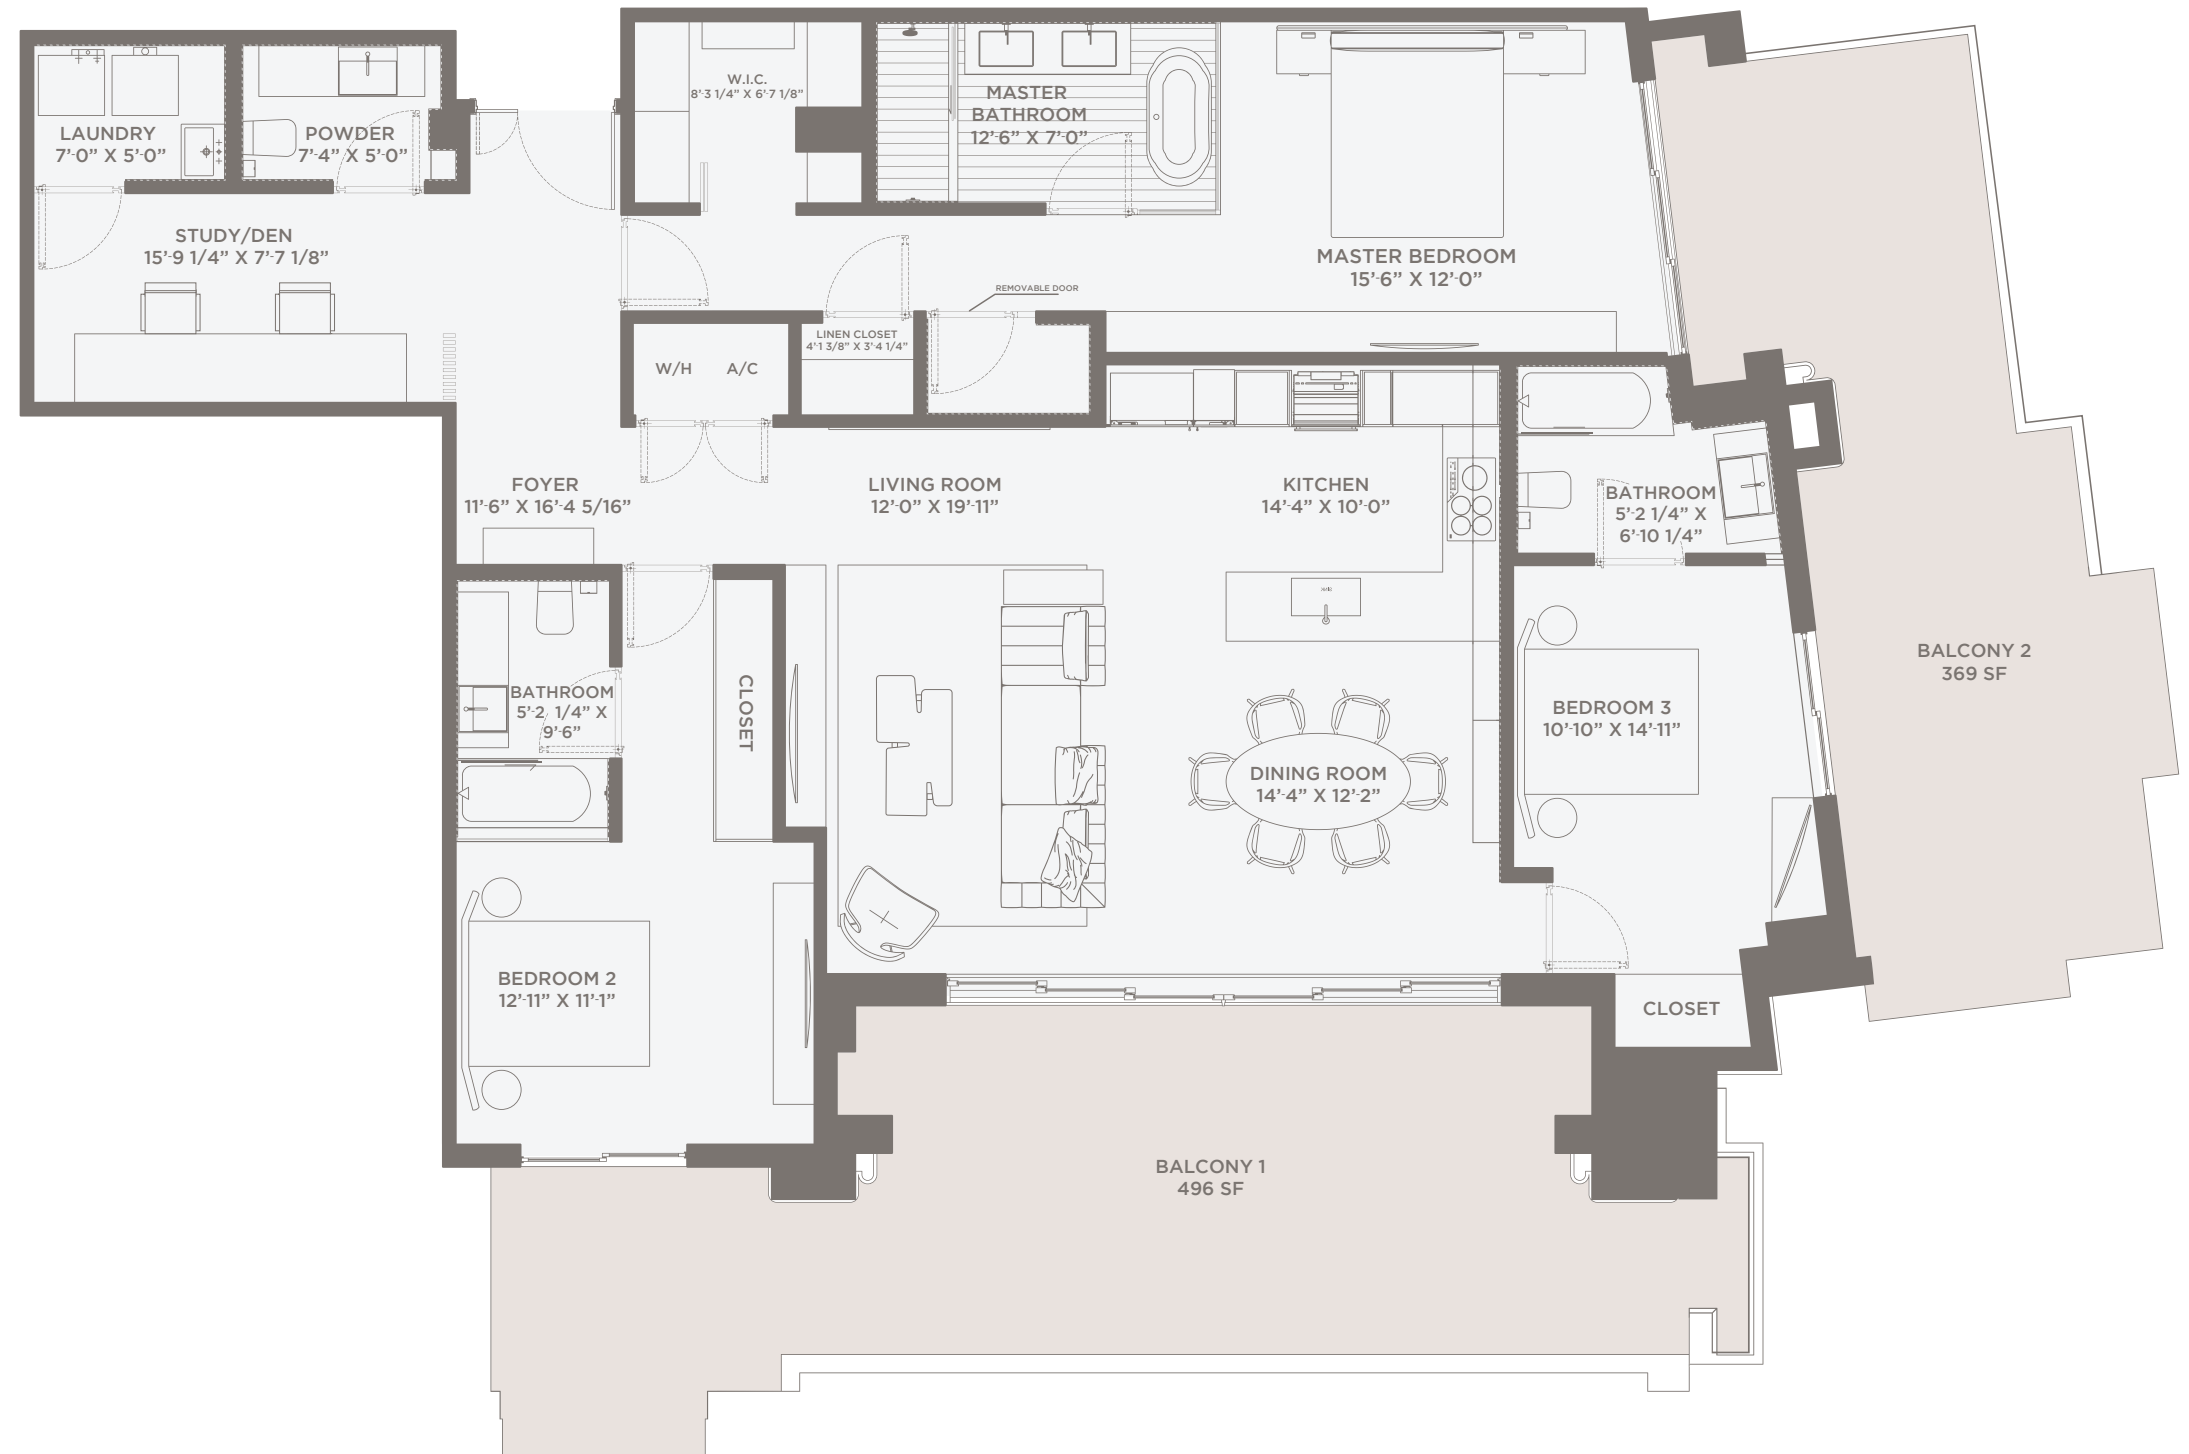 W.I.C.
8'-3 1/4” X 6'-7 1/8”
MASTER
BATHROOM
12'-6” X 7'-0”
LAUNDRY
7'-0” X 5'-0”
POWDER
7'-4” X 5'-0”
STUDY/DEN
15'-9 1/4” X 7'-7 1/8”
MASTER BEDROOM
15'-6” X 12'-0”
REMOVABLE DOOR
LINEN CLOSET
4'-1 3/8” X 3'-4 1/4”
W/H
A/C
FOYER
11'-6” X 16'-4 5/16”
LIVING ROOM
12'-0” X 19'-11”
KITCHEN
14'-4” X 10'-0”
BATHROOM
5'-2 1/4” X
6'-10 1/4”
BALCONY 2
369 SF
BATHROOM
5'-2 1/4” X
9'-6”
CLOSET
BEDROOM 3
10'-10” X 14'-11”
DINING ROOM
14'-4” X 12'-2”
BEDROOM 2
12'-11” X 11'-1”
CLOSET
BALCONY 1
496 SF